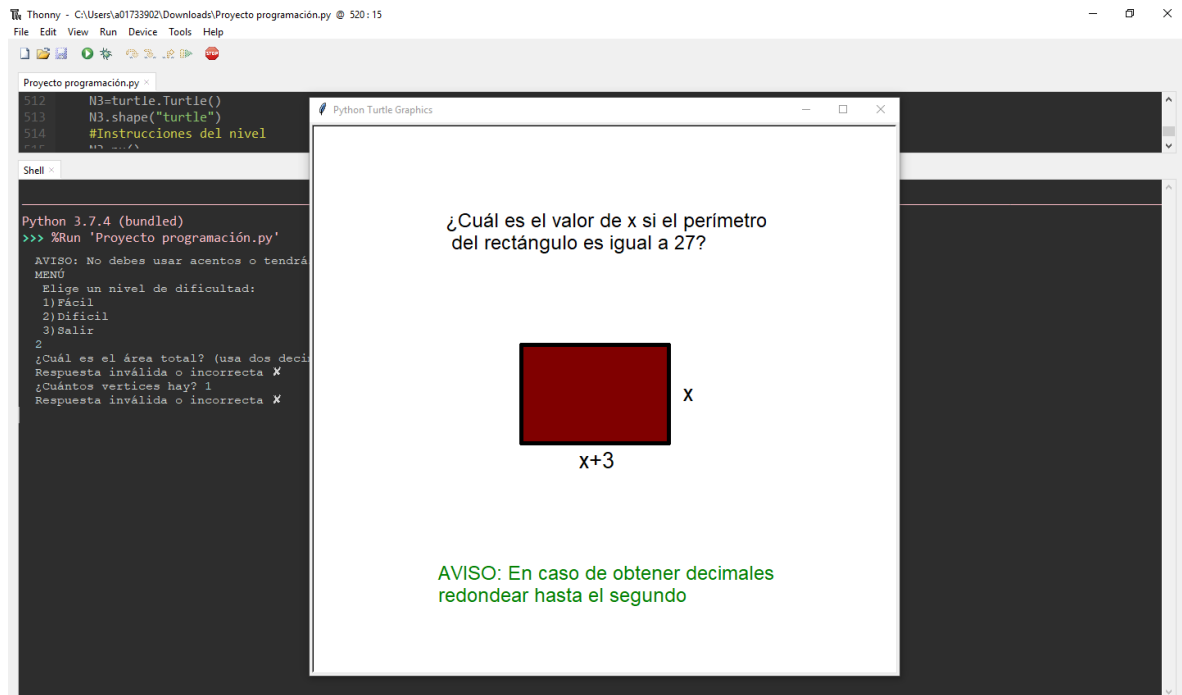 Thonny - C:\Users\a01733902\Downloads\Proyecto programación.py @ 520 : 15
File Edit View Run Device Tools Help
STOP
Proyecto programación.py ×
512 N3=turtle.Turtle()
513 N3.shape("turtle")
514 #Instrucciones del nivel
Shell ×
Python 3.7.4 (bundled)
>>> %Run 'Proyecto programación.py'
AVISO: No debes usar acentos o tendrá
MENÚ
Elige un nivel de dificultad:
1)Fácil
2)Dificil
3)Salir
2
¿Cuál es el área total? (usa dos deci
Respuesta inválida o incorrecta ✘
¿Cuántos vertices hay? 1
Respuesta inválida o incorrecta ✘
Python Turtle Graphics
¿Cuál es el valor de x si el perímetro
del rectángulo es igual a 27?
x
x+3
AVISO: En caso de obtener decimales
redondear hasta el segundo